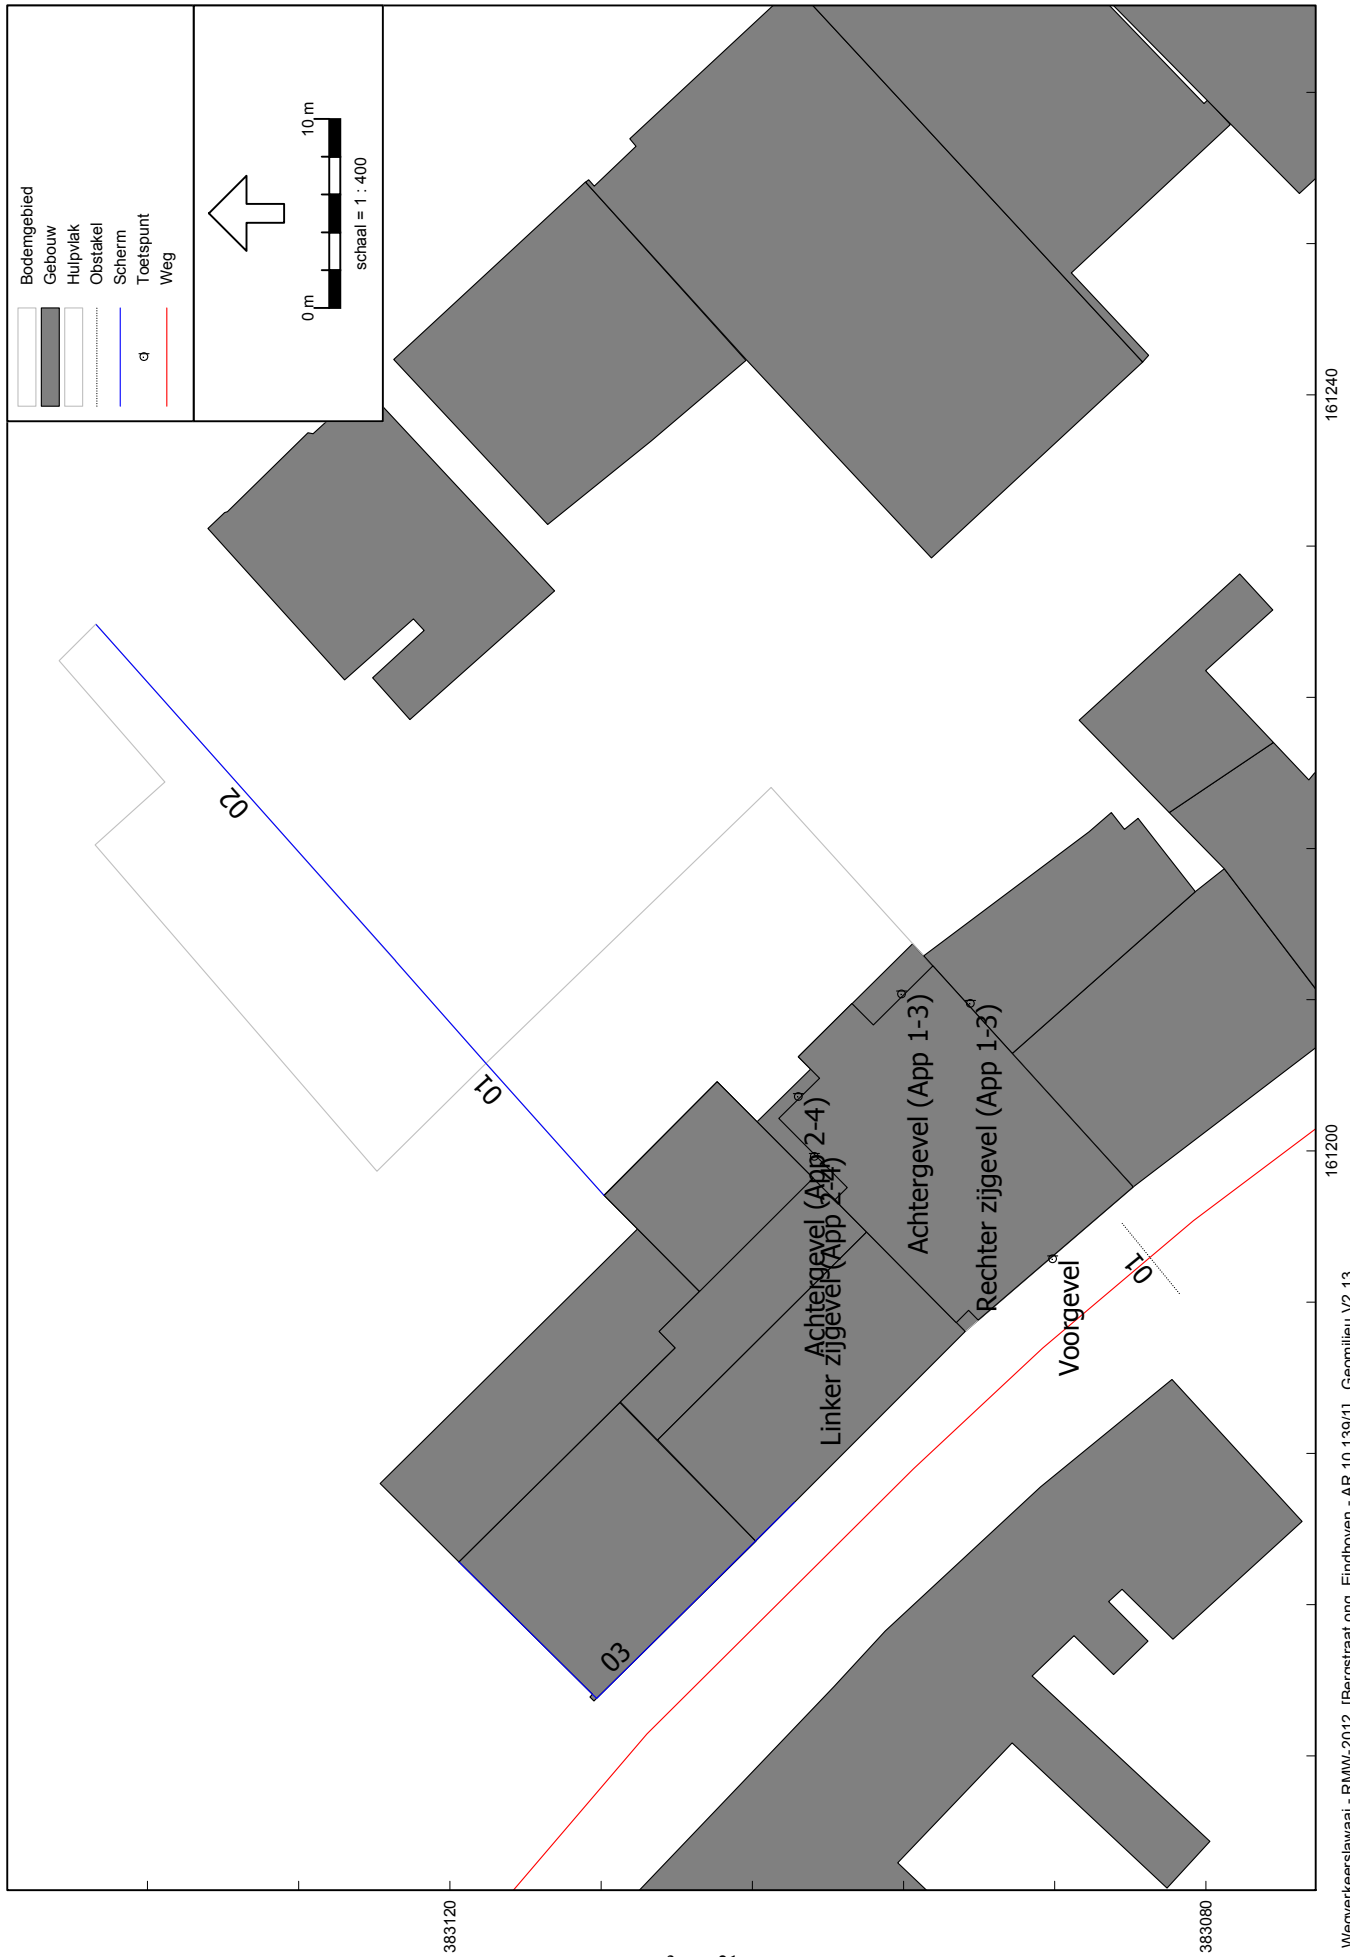 Bodemgebied
Gebouw
Hulpvlak
Obstakel
Scherm
Toetspunt
Weg
0 m
10 m
schaal = 1 : 400
02
01
03
01
Achtergevel (App 2-4)
Linker zijgevel (App 2-4)
Achtergevel (App 1-3)
Rechter zijgevel (App 1-3)
Voorgevel
161240
161200
383120
383080